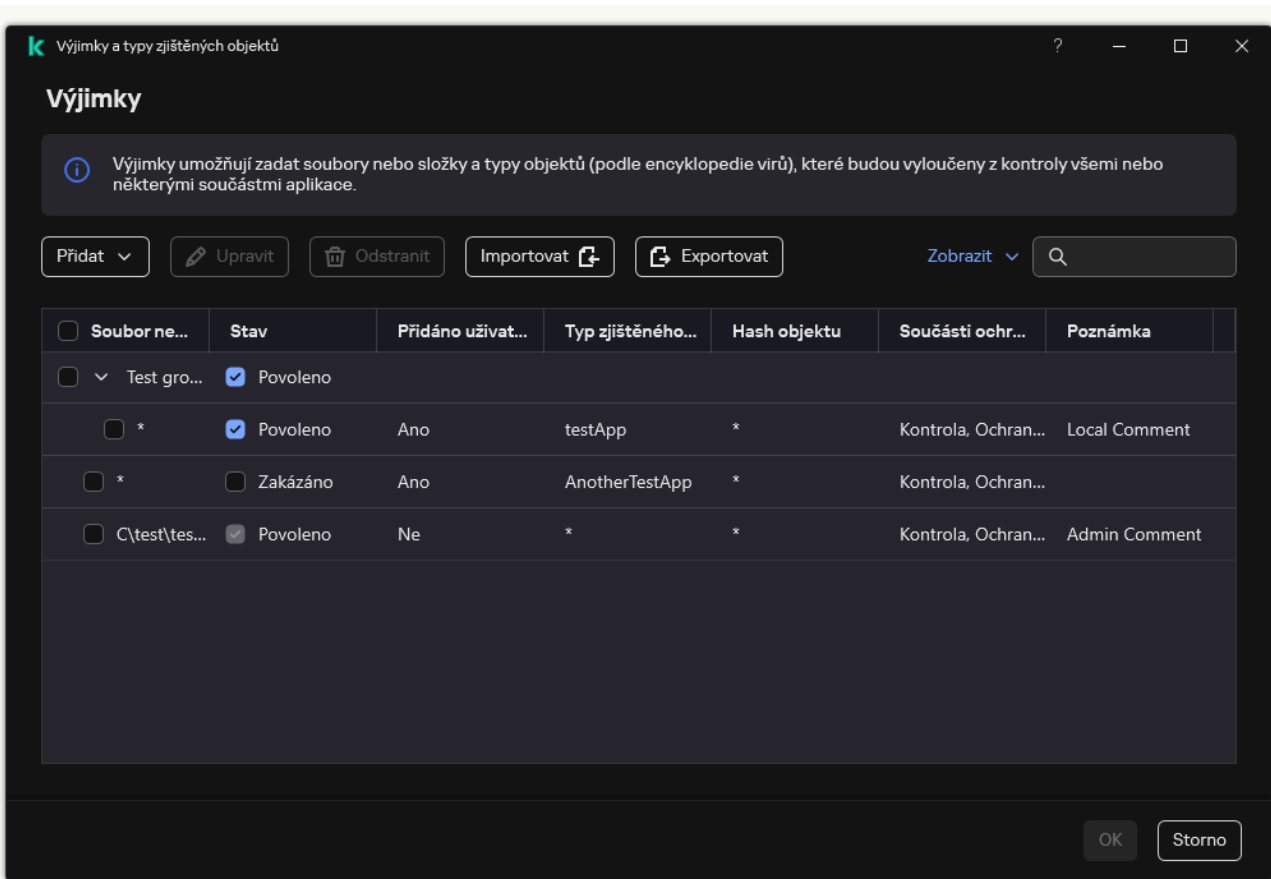 Výjimky a typy zjištěných objektů
?
Výjimky
Výjimky umožňují zadat soubory nebo složky a typy objektů (podle encyklopedie virů), které budou vyloučeny z kontroly všemi nebo
některými součástmi aplikace.
Přidat Upravit Odstranit Importovat Exportovat Zobrazit
Soubor ne... Stav Přidáno uživat... Typ zjištěného... Hash objektu Součásti ochr... Poznámka
Test gro... Povoleno
* Povoleno Ano testApp * Kontrola, Ochran... Local Comment
* Zakázáno Ano AnotherTestApp * Kontrola, Ochran...
C\test\tes... Povoleno Ne * * Kontrola, Ochran... Admin Comment
OK Storno